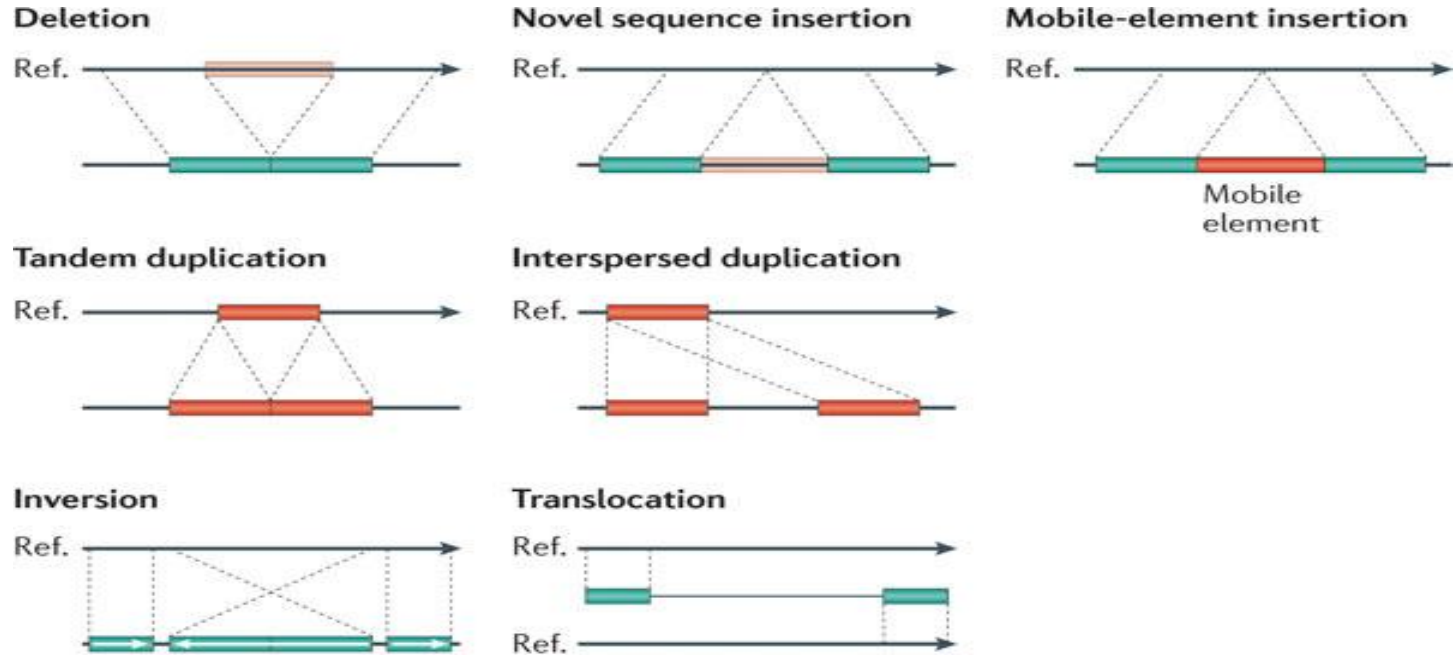 Deletion
Ref.
Novel sequence insertion
Ref.
Mobile-element insertion
Ref.
Mobile
element
Tandem duplication
Ref.
Interspersed duplication
Ref.
Inversion
Ref.
Translocation
Ref.
Ref.